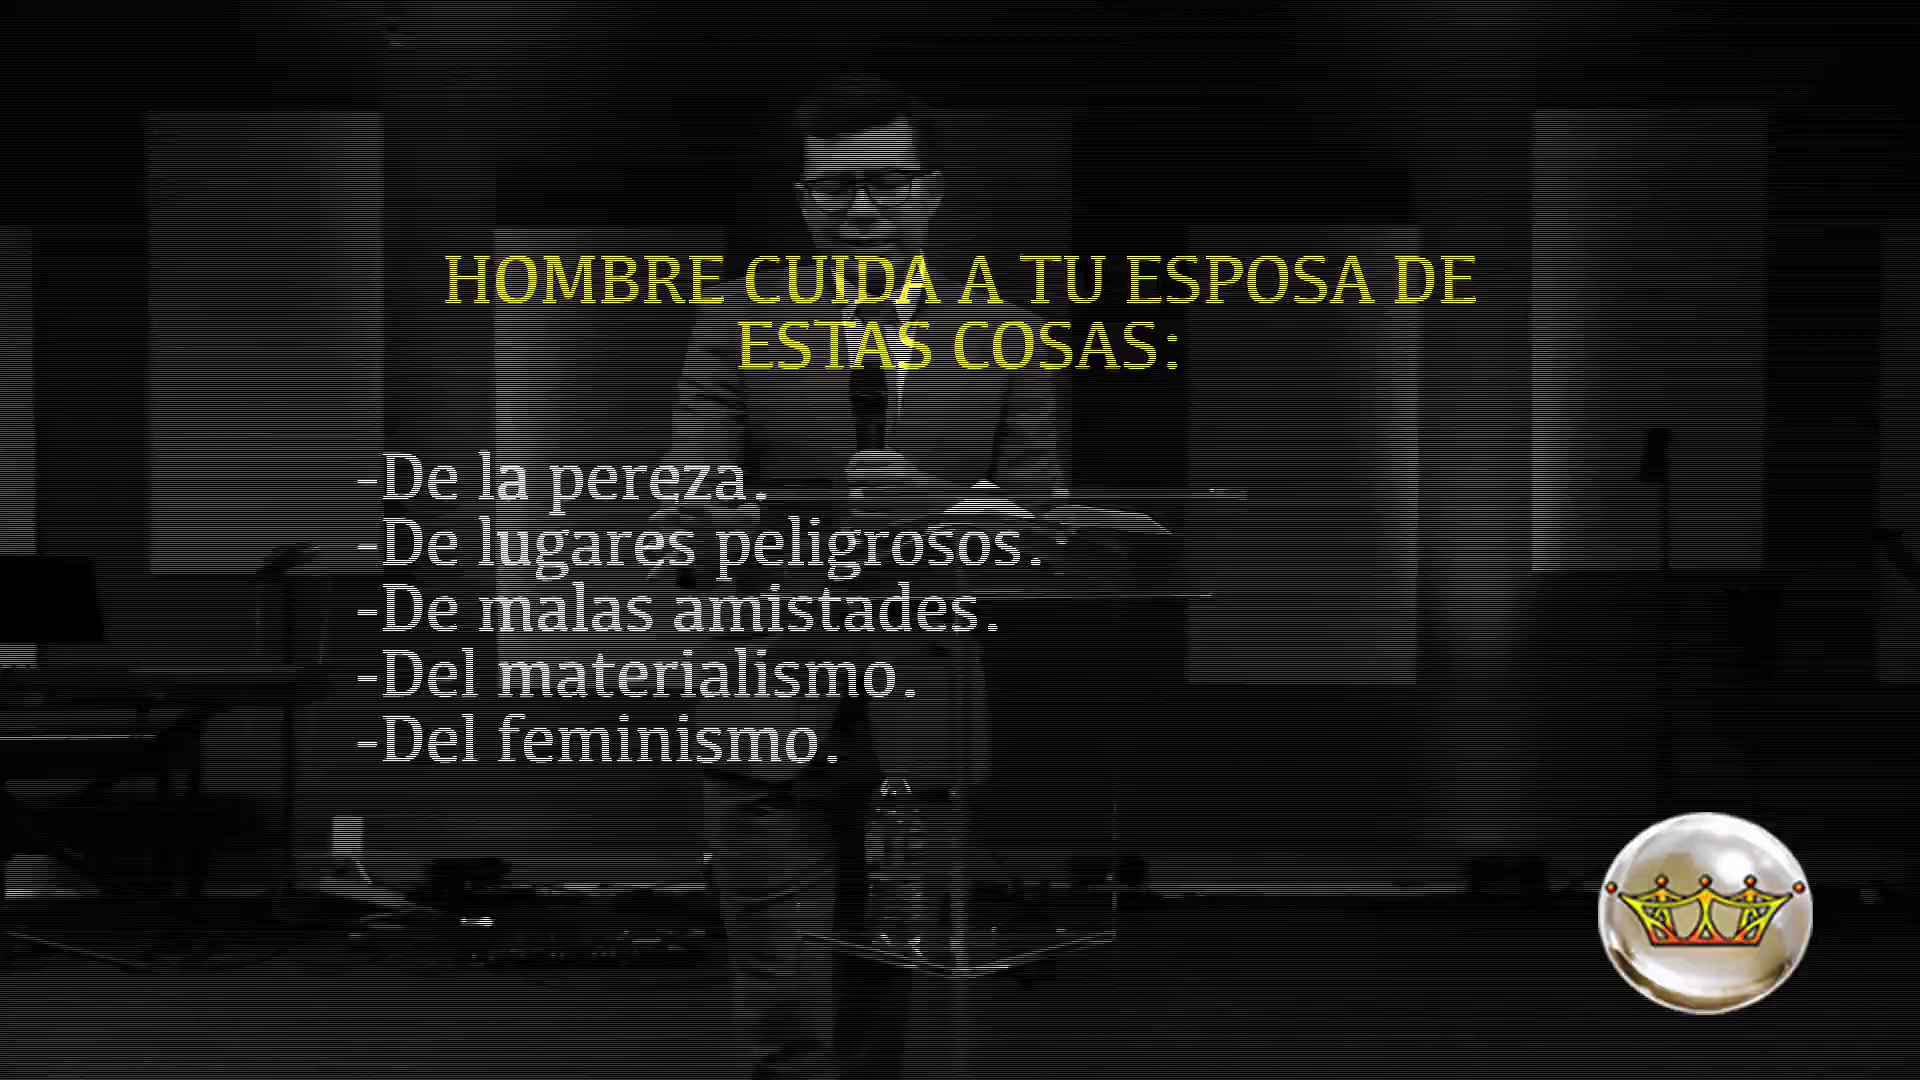 HOMBRE CUIDA A TU ESPOSA DE
ESTAS COSAS:
-De la pereza.
-De lugares peligrosos.
-De malas amistades.
-Del materialismo.
-Del feminismo.